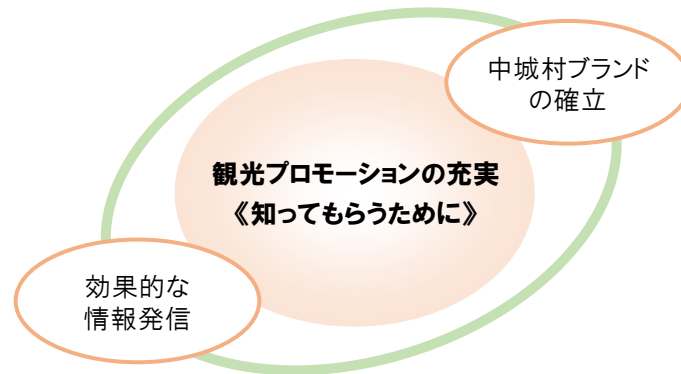 中城村ブランド
の確立
観光プロモーションの充実
《知ってもらうために》
効果的な
情報発信